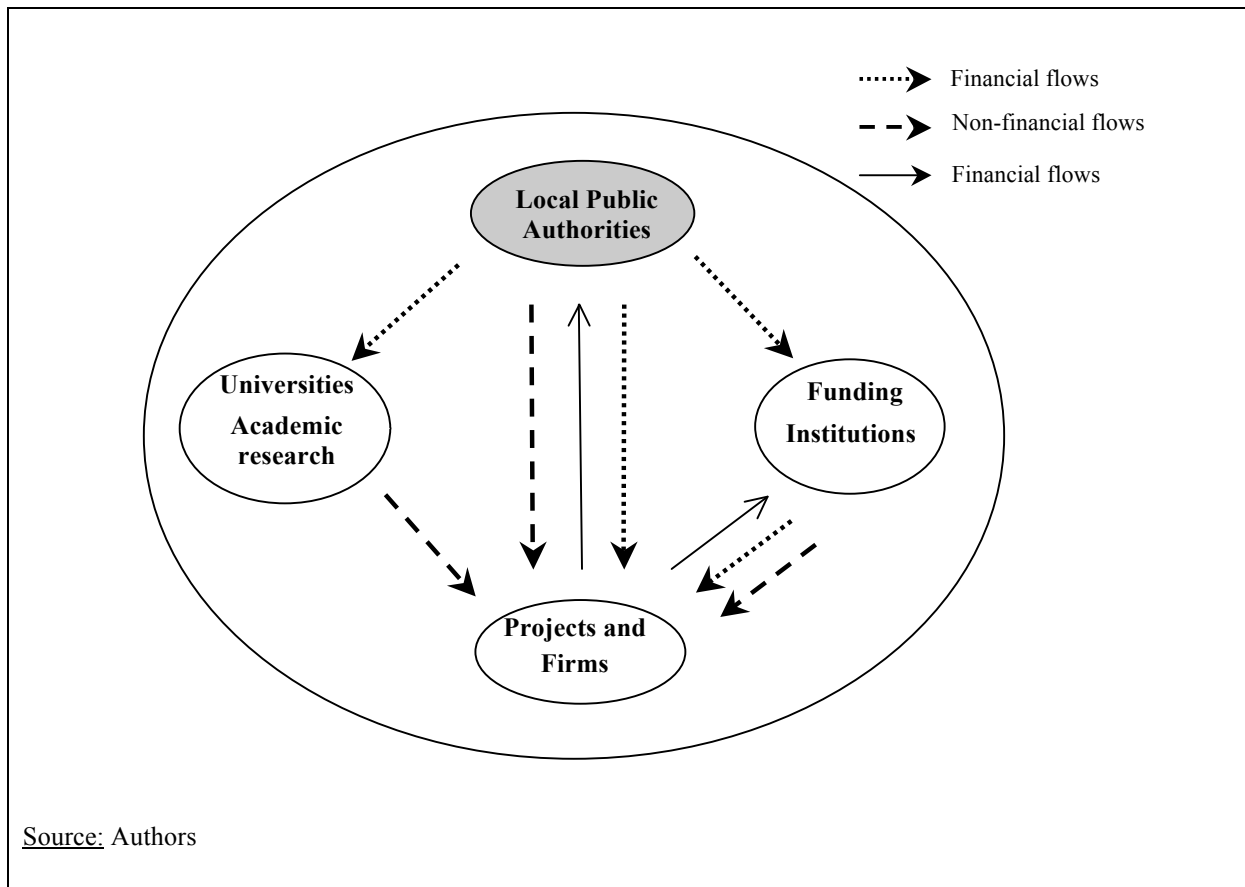 Financial flows
Non-financial flows
Financial flows
Local Public
Authorities
Universities
Academic
research
Funding
Institutions
Projects and
Firms
Source: Authors